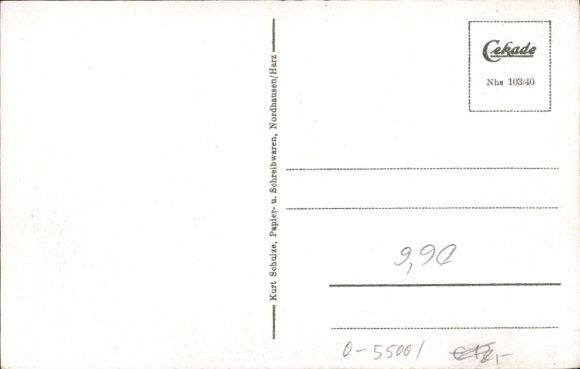 Cekade
Nhs 103/40
Kurt Schulze, Papier- u. Schreibwaren, Nordhausen/Harz
9,90
0-5500/